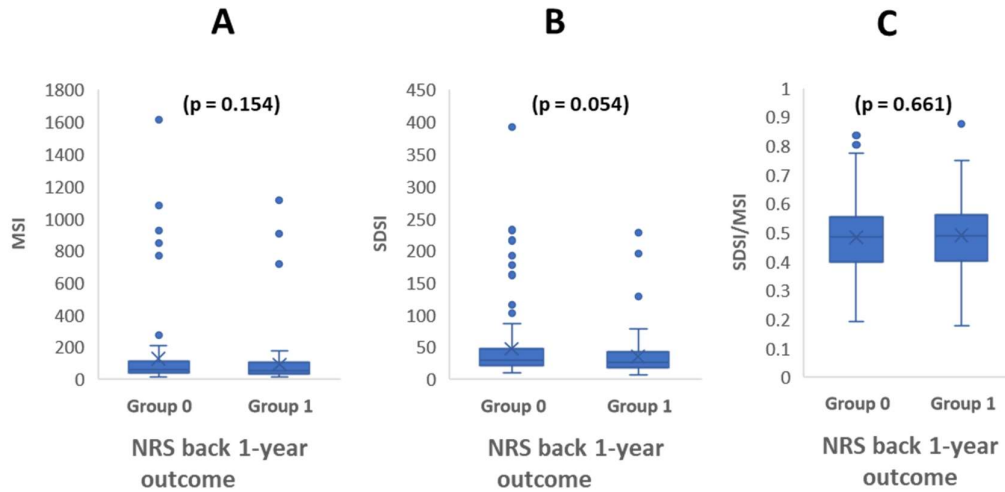 A
(p = 0.154)
1800
1600
1400
1200
1000
800
600
400
200
0
MSI
Group 0
Group 1
NRS back 1-year
outcome
B
(p = 0.054)
450
400
350
300
250
200
150
100
50
0
SDSI
Group 0
Group 1
NRS back 1-year
outcome
C
(p = 0.661)
1
0.9
0.8
0.7
0.6
0.5
0.4
0.3
0.2
0.1
0
SDSI/MSI
Group 0
Group 1
NRS back 1-year
outcome